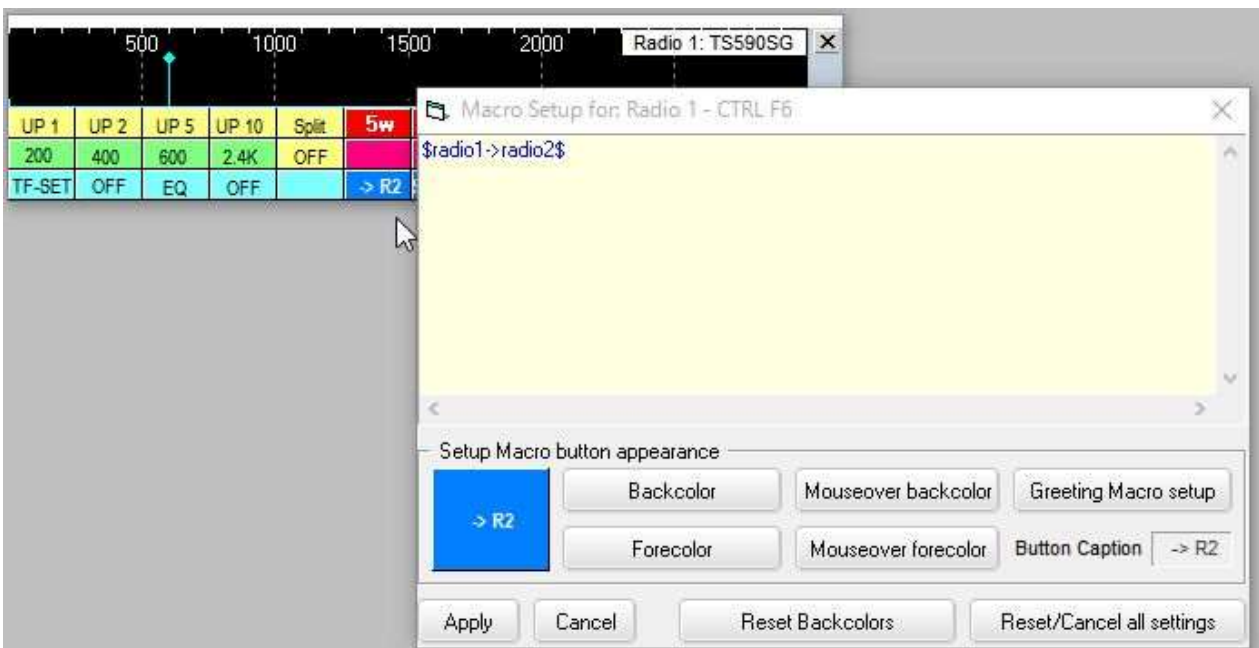 500 1000 1500 2000 Radio 1: TS590SG
Macro Setup for: Radio 1 - CTRL F6
UP 1 UP 2 UP 5 UP 10 Split 5w
200 400 600 2.4K OFF
TF-SET OFF EQ OFF -> R2
$radio1->radio2$
Setup Macro button appearance
-> R2
Backcolor Mouseover backcolor Greeting Macro setup
Forecolor Mouseover forecolor Button Caption -> R2
Apply Cancel Reset Backcolors Reset/Cancel all settings